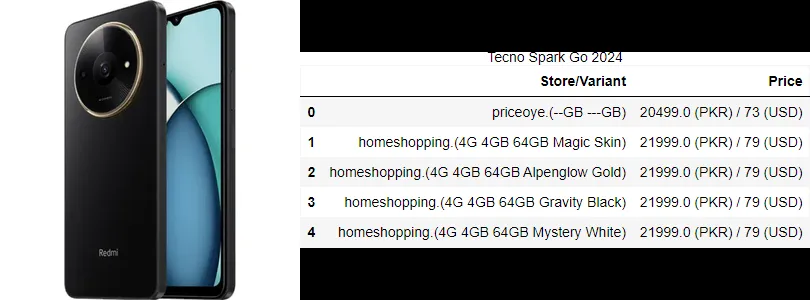 Redmi
Tecno Spark Go 2024
Store/Variant Price
0 priceoye.(--GB ---GB) 20499.0 (PKR) / 73 (USD)
1 homeshopping.(4G 4GB 64GB Magic Skin) 21999.0 (PKR) / 79 (USD)
2 homeshopping.(4G 4GB 64GB Alpenglow Gold) 21999.0 (PKR) / 79 (USD)
3 homeshopping.(4G 4GB 64GB Gravity Black) 21999.0 (PKR) / 79 (USD)
4 homeshopping.(4G 4GB 64GB Mystery White) 21999.0 (PKR) / 79 (USD)